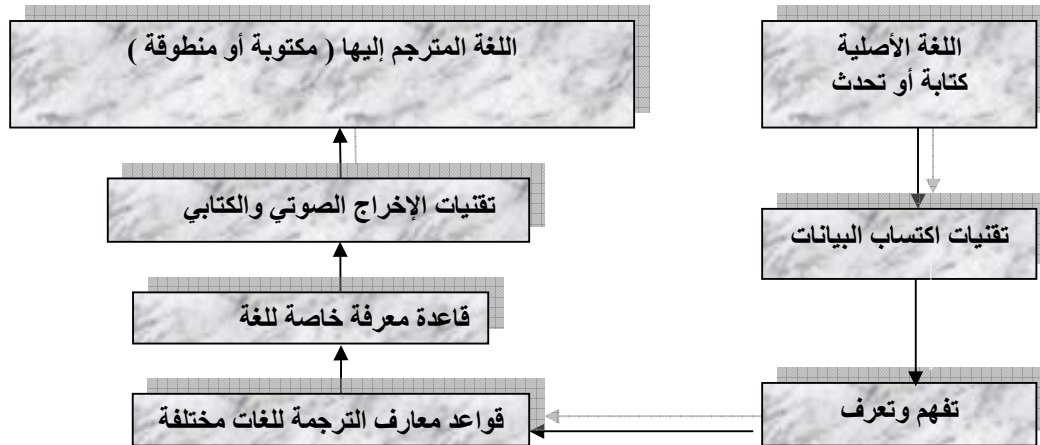 اللغة الأصلية
كتابة أو تحدث
تقنيات اكتساب البيانات
تفهم وتعرف
قواعد معارف الترجمة للغات مختلفة
قاعدة معرفة خاصة للغة
تقنيات الإخراج الصوتي والكتابي
اللغة المترجم إليها ( مكتوبة أو منطوقة )